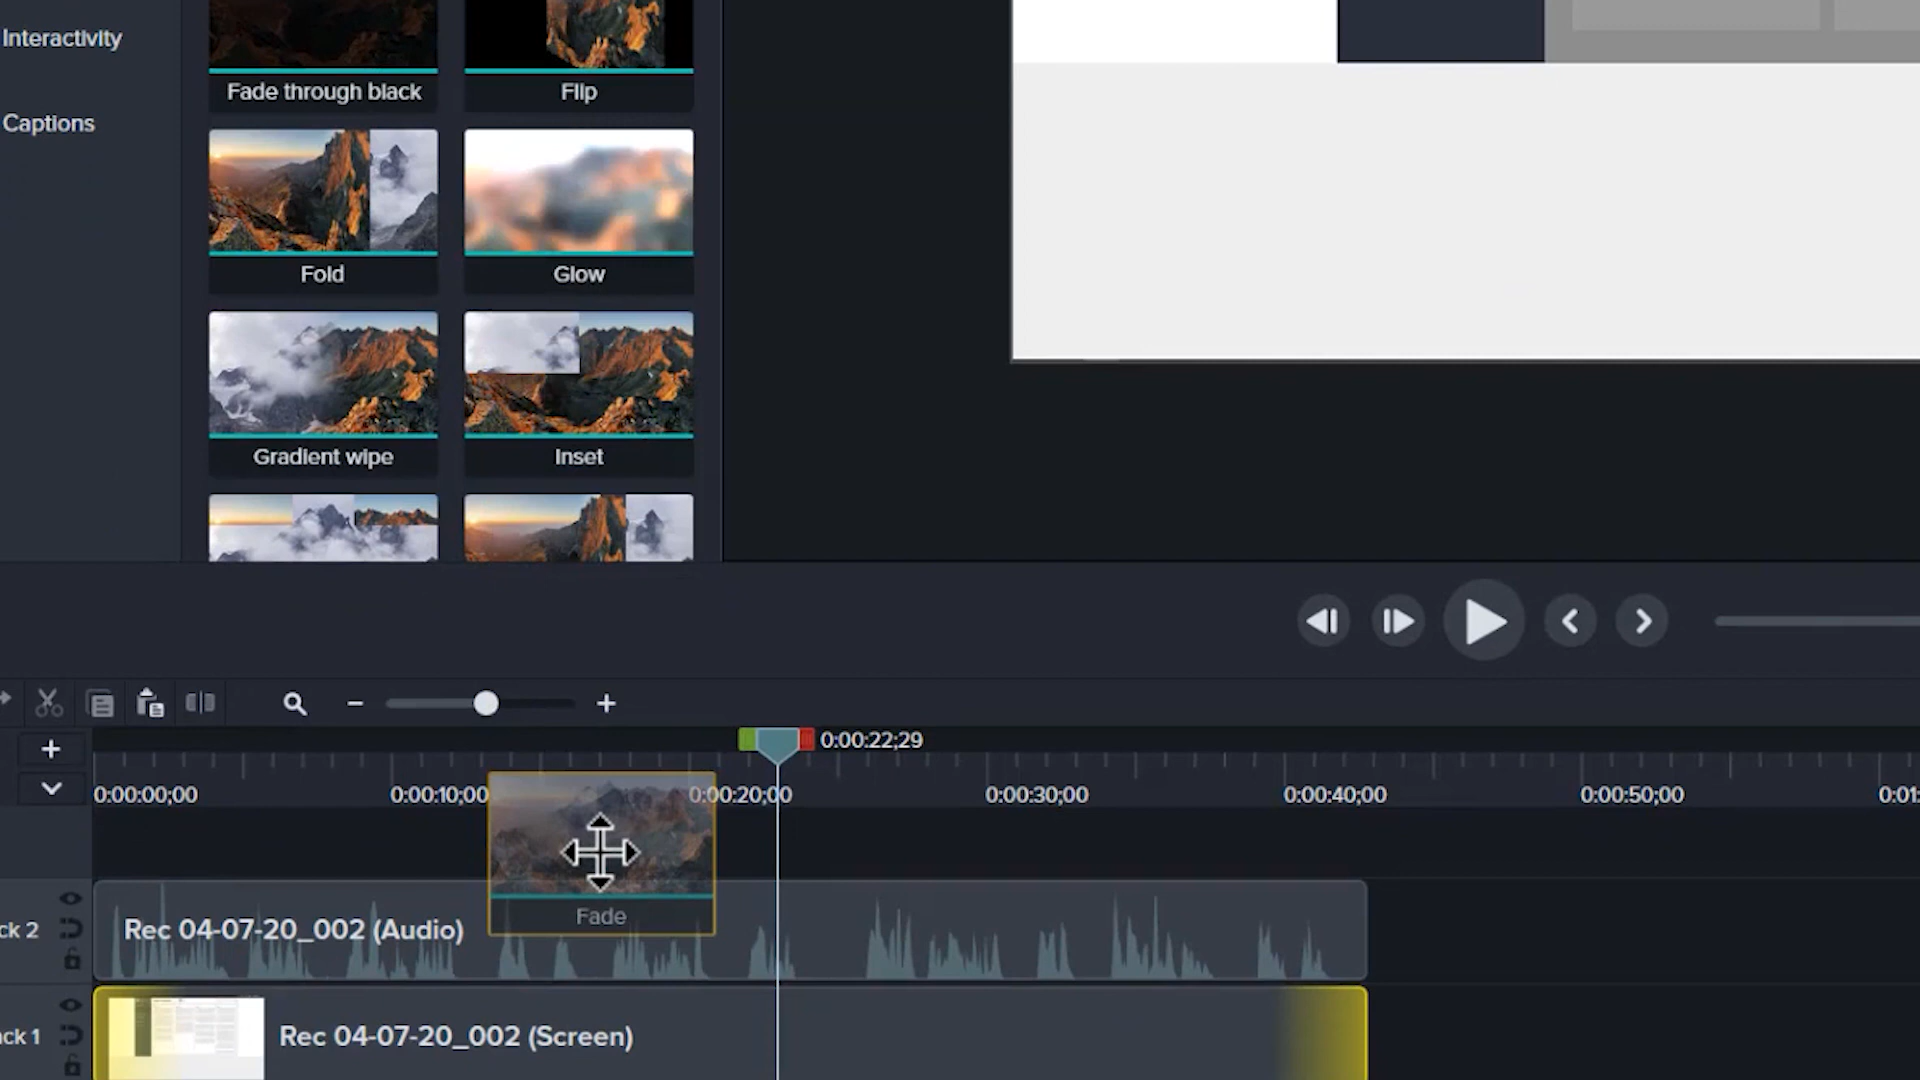 Interactivity
Captions
Fade through black
Flip
Fold
Glow
Gradient wipe
Inset
0:00:22;29
0:00:00;00
0:00:10;00
0:00:20;00
0:00:30;00
0:00:40;00
0:00:50;00
0:01:
Fade
ck 2
Rec 04-07-20_002 (Audio)
ck 1
Rec 04-07-20_002 (Screen)